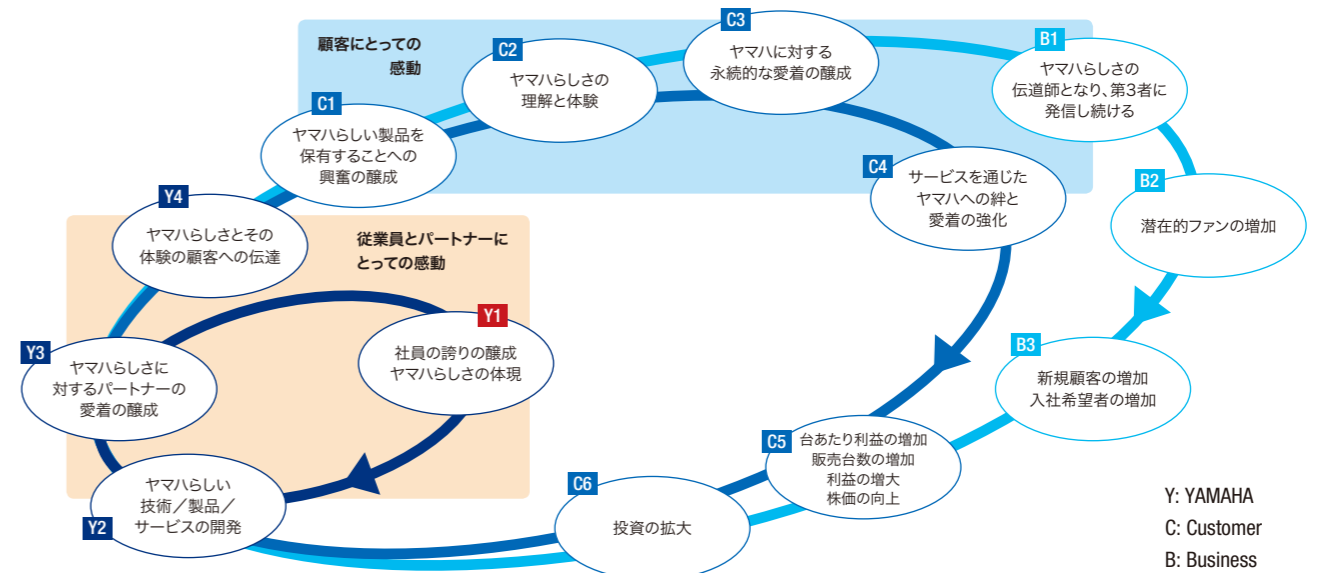 顧客にとっての
感動
C1
ヤマハらしい製品を
保有することへの
興奮の醸成
C2
ヤマハらしさの
理解と体験
C3
ヤマハに対する
永続的な愛着の醸成
B1
ヤマハらしさの
伝道師となり、第3者に
発信し続ける
C4
サービスを通じた
ヤマハへの絆と
愛着の強化
B2
潜在的ファンの増加
Y4
ヤマハらしさとその
体験の顧客への伝達
従業員とパートナーに
とっての感動
Y1
社員の誇りの醸成
ヤマハらしさの体現
Y3
ヤマハらしさに
対するパートナーの
愛着の醸成
B3
新規顧客の増加
入社希望者の増加
C5
台あたり利益の増加
販売台数の増加
利益の増大
株価の向上
Y2
ヤマハらしい
技術／製品／
サービスの開発
C6
投資の拡大
Y: YAMAHA
C: Customer
B: Business